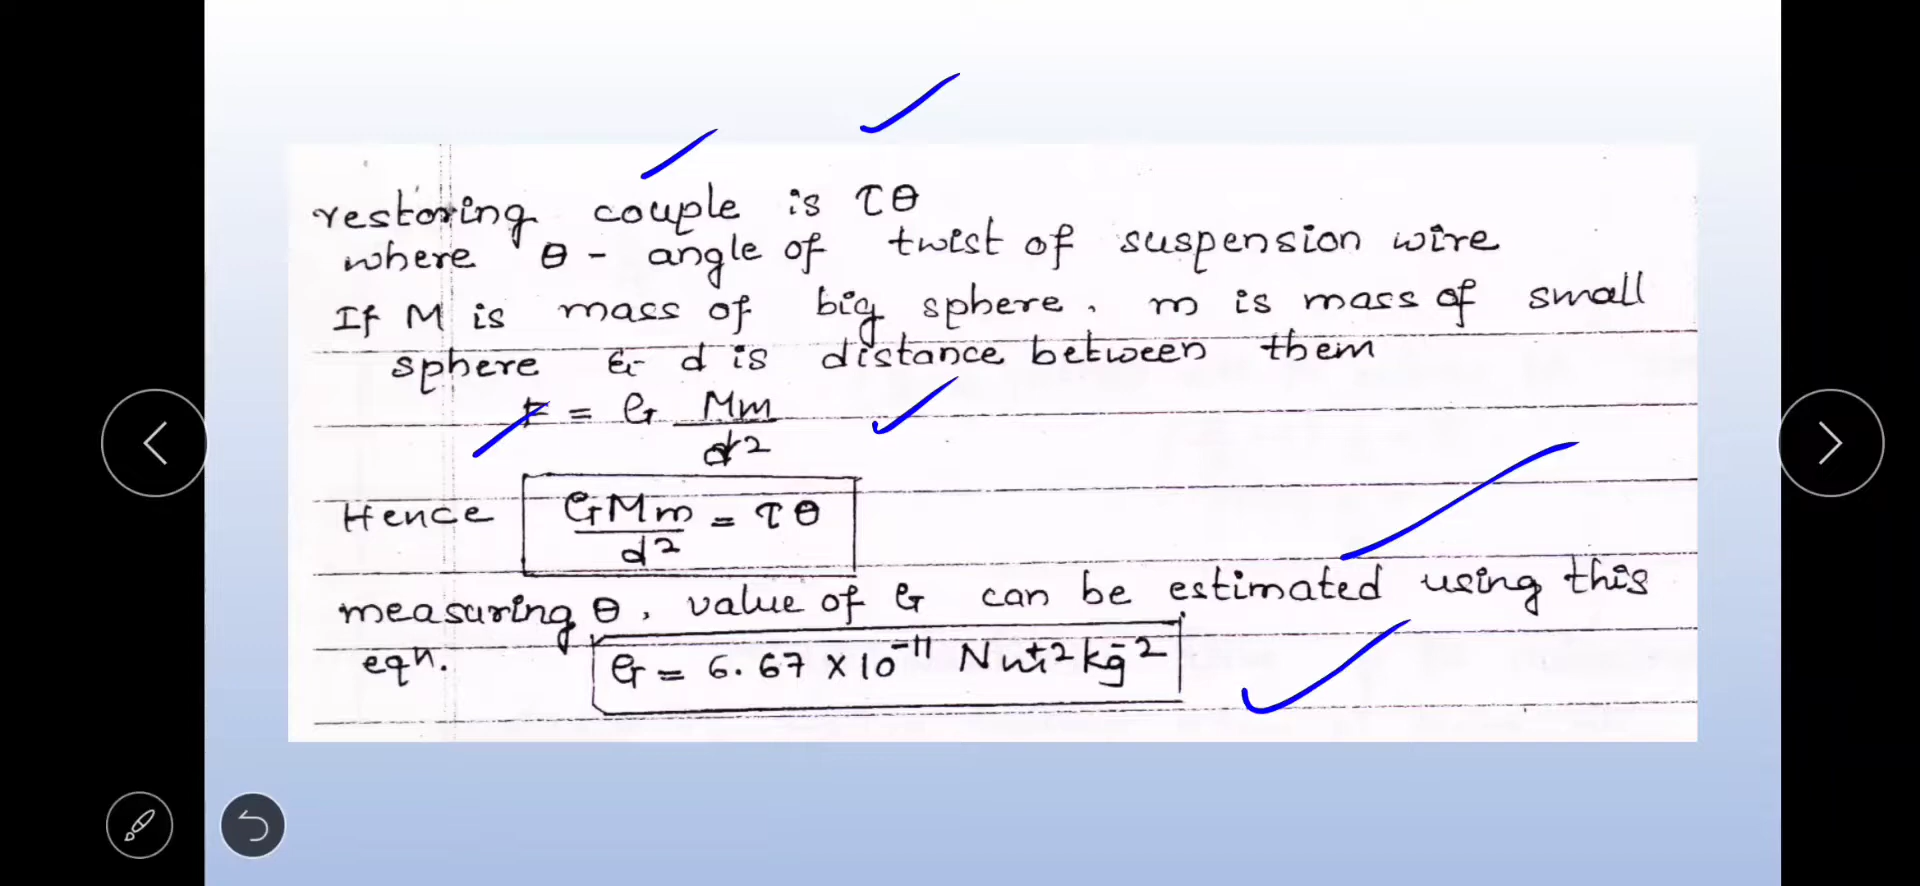 restoring couple is τθ
where θ - angle of twist of suspension wire
If M is mass of big sphere, m is mass of small
sphere & d is distance between them
F = G Mm/d²
Hence GMm/d² = τθ
measuring θ, value of G can be estimated using this
eqn.
G = 6.67 × 10⁻¹¹ N m⁺² kg⁻²